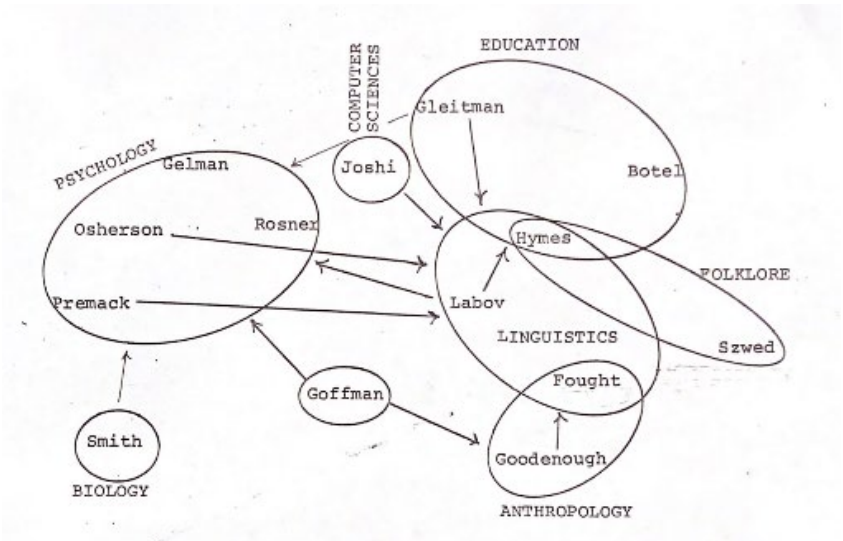 EDUCATION
COMPUTER
SCIENCES
Gleitman
PSYCHOLOGY
Gelman
Joshi
Botel
Osherson
Rosner
Hymes
FOLKLORE
Premack
Labov
LINGUISTICS
Szwed
Fought
Goffman
Smith
Goodenough
BIOLOGY
ANTHROPOLOGY